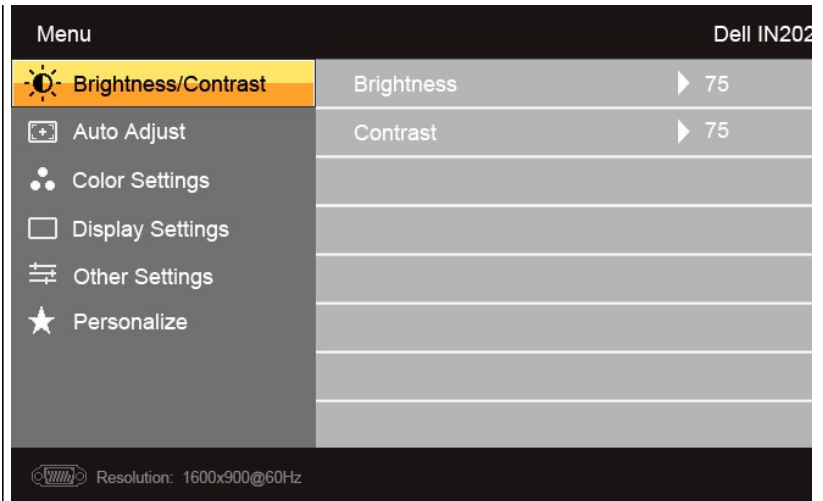 Menu Dell IN202
Brightness/Contrast Brightness 75
Auto Adjust Contrast 75
Color Settings
Display Settings
Other Settings
Personalize
Resolution: 1600x900@60Hz